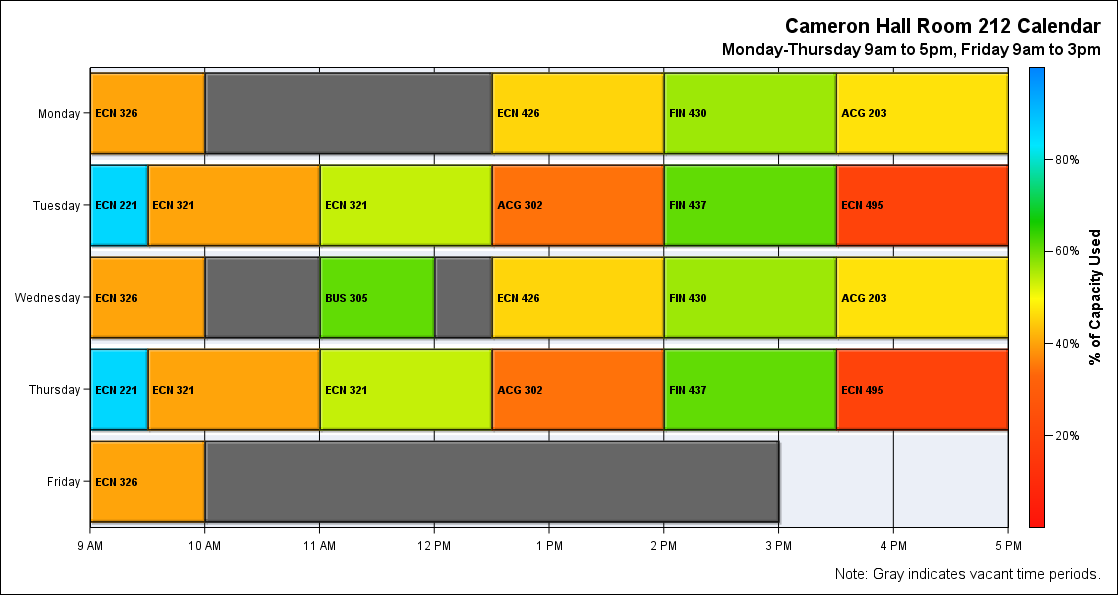 Cameron Hall Room 212 Calendar
Monday-Thursday 9am to 5pm, Friday 9am to 3pm
Monday
ECN 326
ECN 426
FIN 430
ACG 203
Tuesday
ECN 221
ECN 321
ECN 321
ACG 302
FIN 437
ECN 495
Wednesday
ECN 326
BUS 305
ECN 426
FIN 430
ACG 203
Thursday
ECN 221
ECN 321
ECN 321
ACG 302
FIN 437
ECN 495
Friday
ECN 326
9 AM
10 AM
11 AM
12 PM
1 PM
2 PM
3 PM
4 PM
5 PM
80%
60%
40%
20%
% of Capacity Used
Note: Gray indicates vacant time periods.